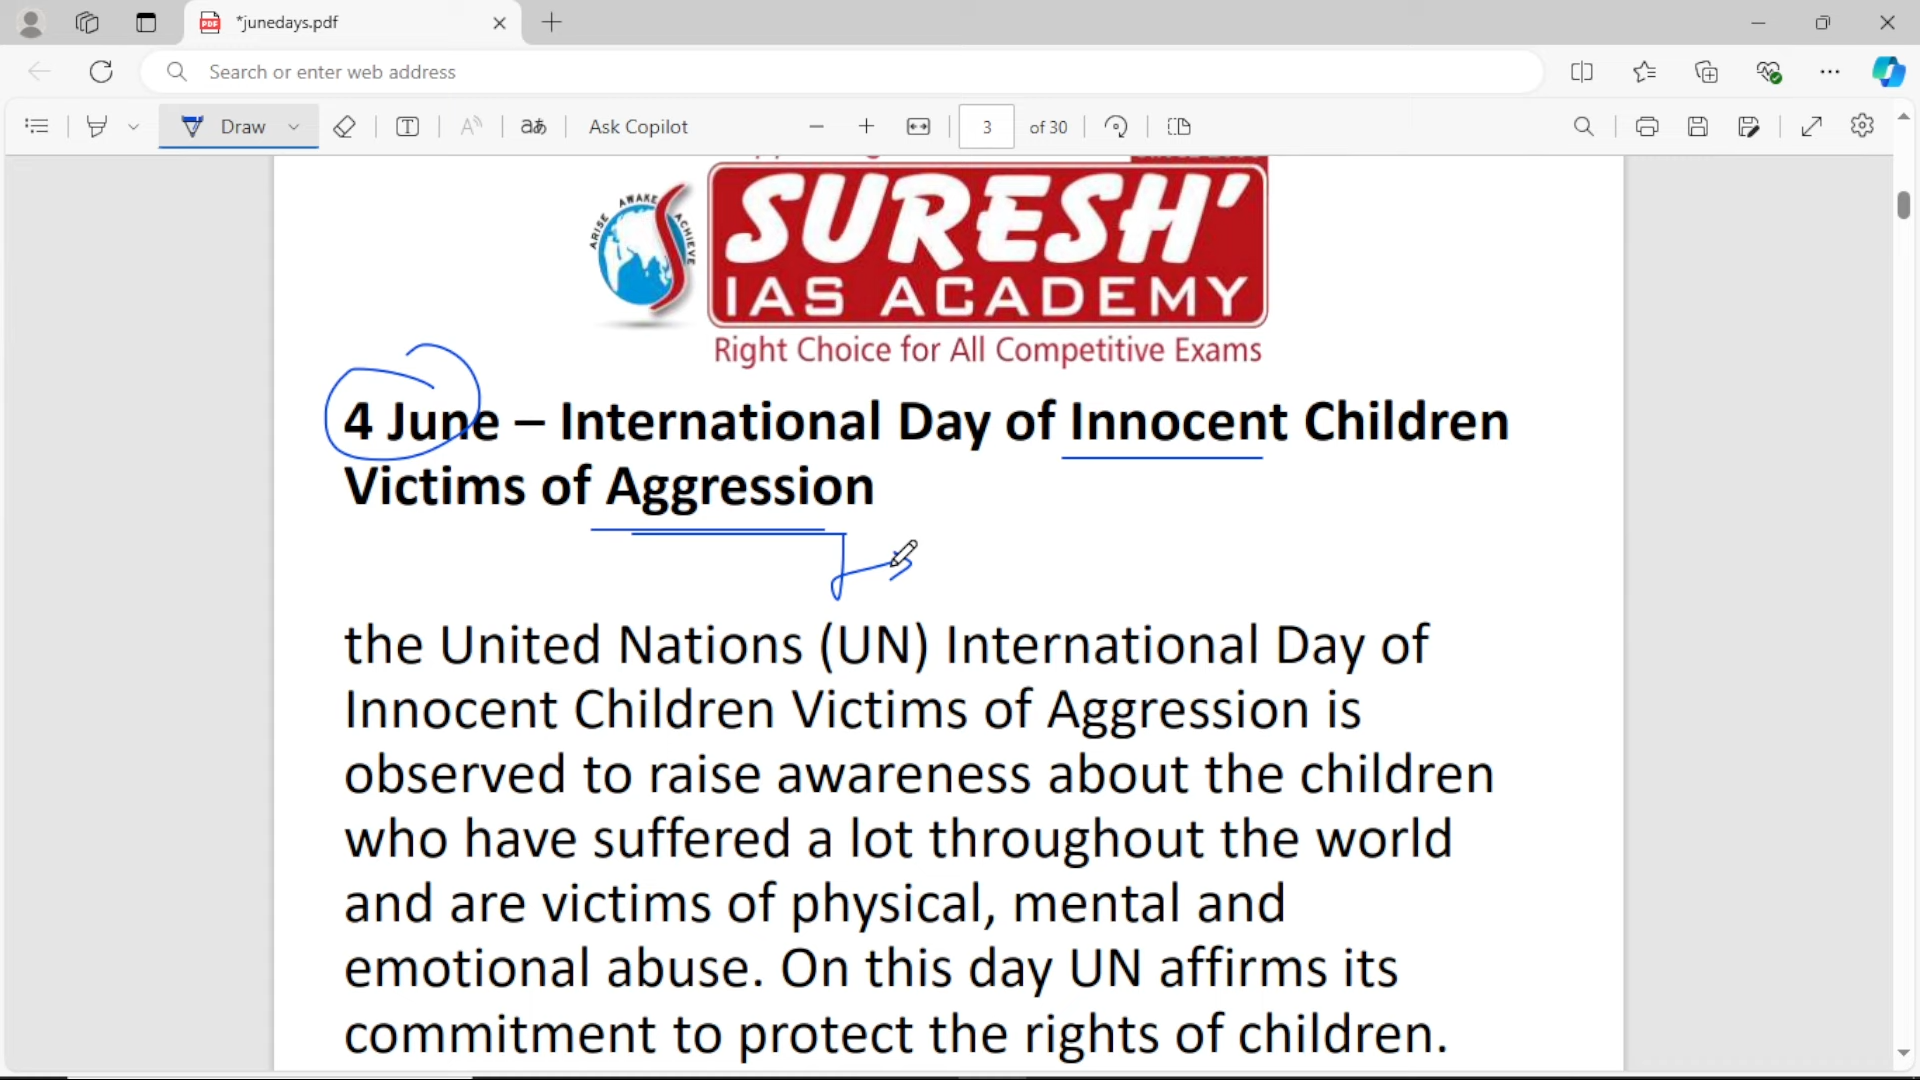 *junedays.pdf
Search or enter web address
Draw
Ask Copilot
3 of 30
ARISE AWAKE ACHIEVE
SURESH'
IAS ACADEMY
Right Choice for All Competitive Exams
4 June – International Day of Innocent Children
Victims of Aggression
the United Nations (UN) International Day of
Innocent Children Victims of Aggression is
observed to raise awareness about the children
who have suffered a lot throughout the world
and are victims of physical, mental and
emotional abuse. On this day UN affirms its
commitment to protect the rights of children.